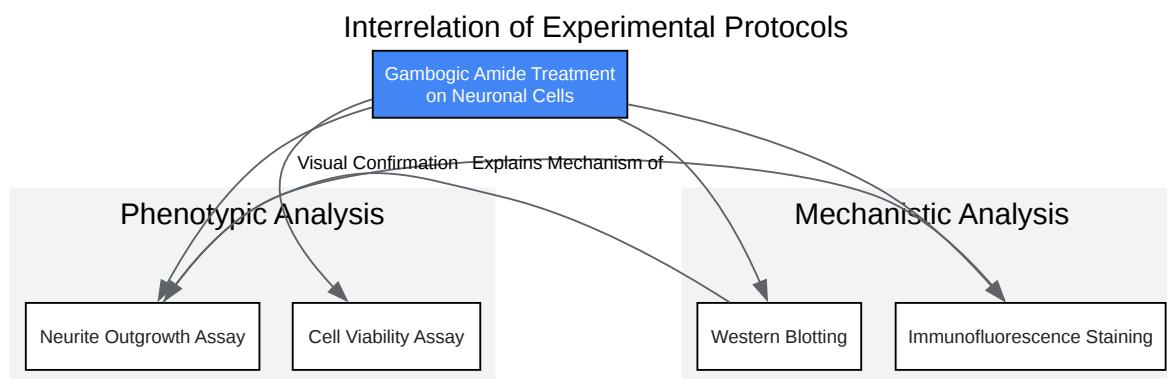 Interrelation of Experimental Protocols
Gambogic Amide Treatment
on Neuronal Cells
Visual Confirmation
Explains Mechanism of
Phenotypic Analysis
Mechanistic Analysis
Neurite Outgrowth Assay
Cell Viability Assay
Western Blotting
Immunofluorescence Staining